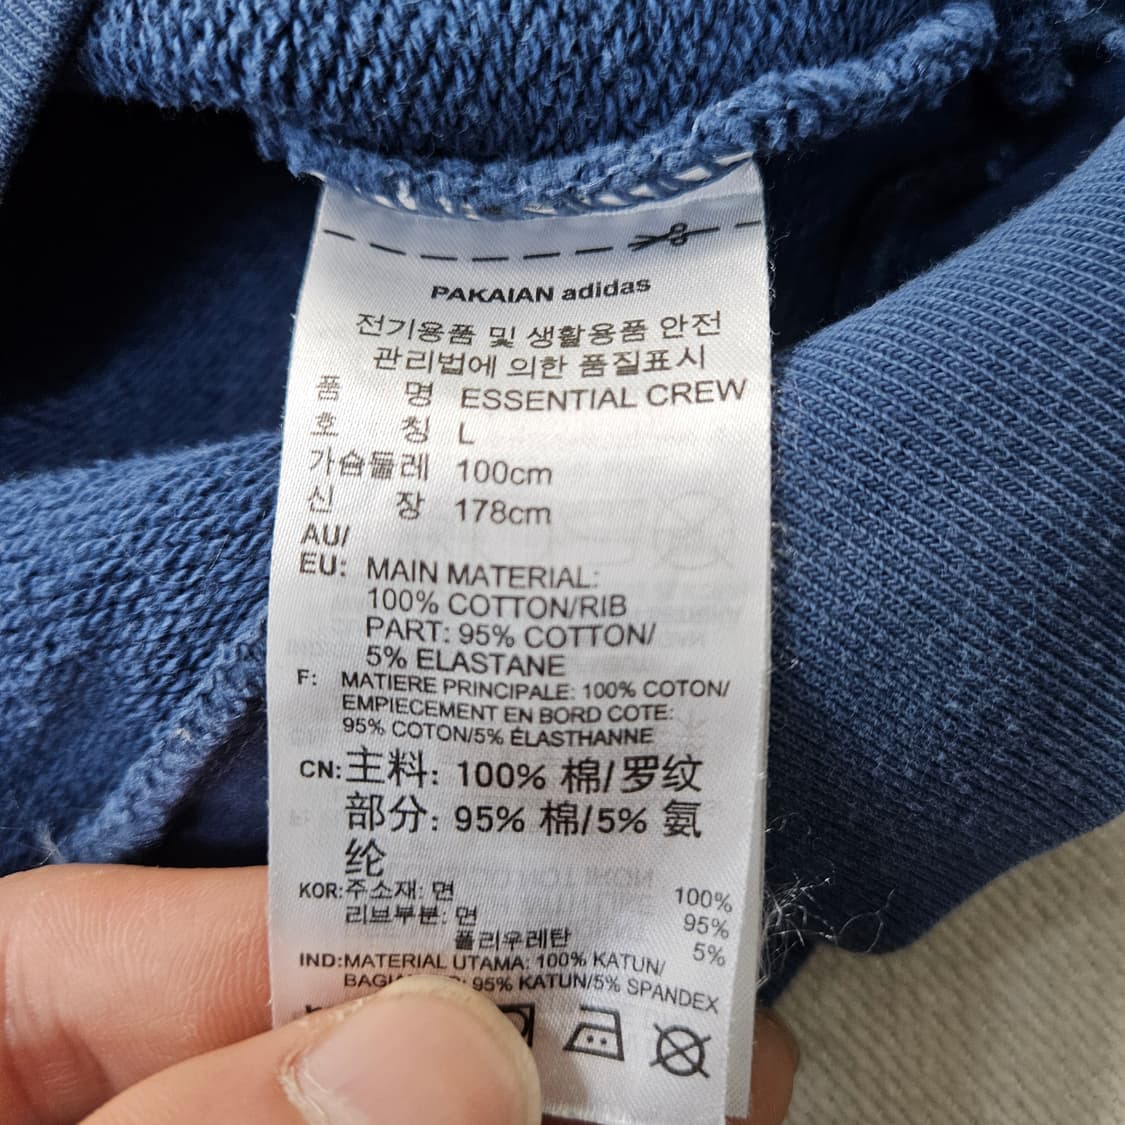 PAKAIAN adidas
전기용품 및 생활용품 안전
관리법에 의한 품질표시
품 명 ESSENTIAL CREW
호 칭 L
가슴둘레 100cm
신 장 178cm
AU/
EU: MAIN MATERIAL:
100% COTTON/RIB
PART: 95% COTTON/
5% ELASTANE
F: MATIERE PRINCIPALE: 100% COTON/
EMPIECEMENT EN BORD COTE:
95% COTON/5% ÉLASTHANNE
CN: 主料: 100% 棉/罗纹
部分: 95% 棉/5% 氨
纶
KOR: 주소재: 면 100%
리브부분: 면 95%
폴리우레탄 5%
IND: MATERIAL UTAMA: 100% KATUN/
95% KATUN/5% SPANDEX